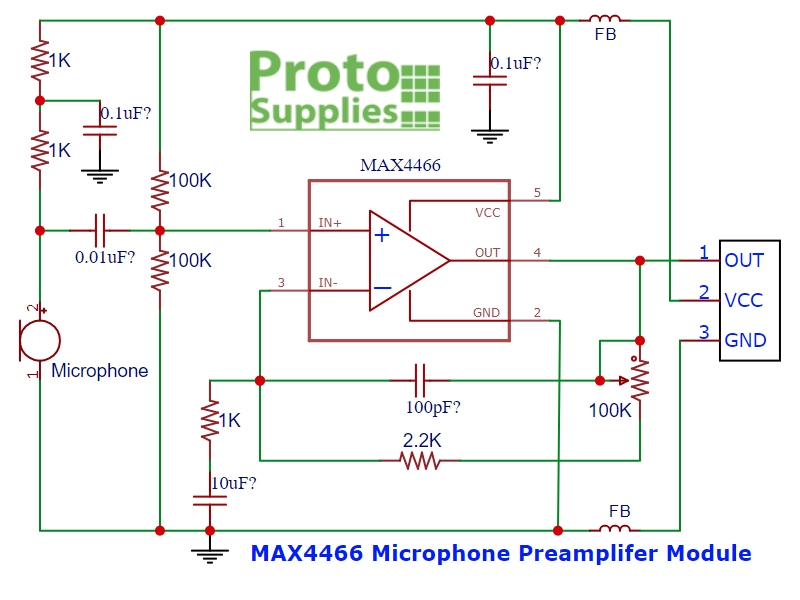 FB
1K
0.1uF?
Proto
Supplies
0.1uF?
1K
MAX4466
100K
5
VCC
1
IN+
+
0.01uF?
100K
OUT
4
1
OUT
3
IN-
−
2
VCC
GND
2
3
GND
2
+
Microphone
1
100pF?
100K
1K
2.2K
10uF?
FB
MAX4466 Microphone Preamplifer Module